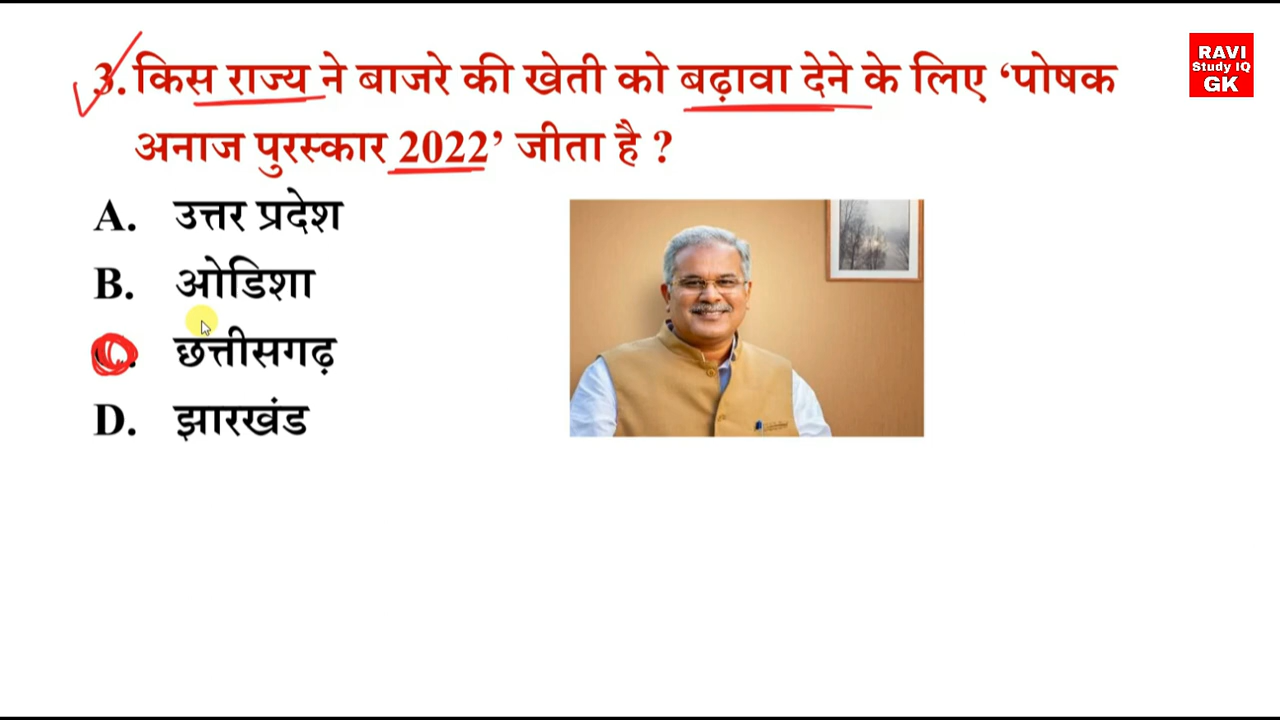 3. किस राज्य ने बाजरे की खेती को बढ़ावा देने के लिए ‘पोषक
अनाज पुरस्कार 2022’ जीता है ?
A. उत्तर प्रदेश
B. ओडिशा
छत्तीसगढ़
D. झारखंड
RAVI
Study IQ
GK